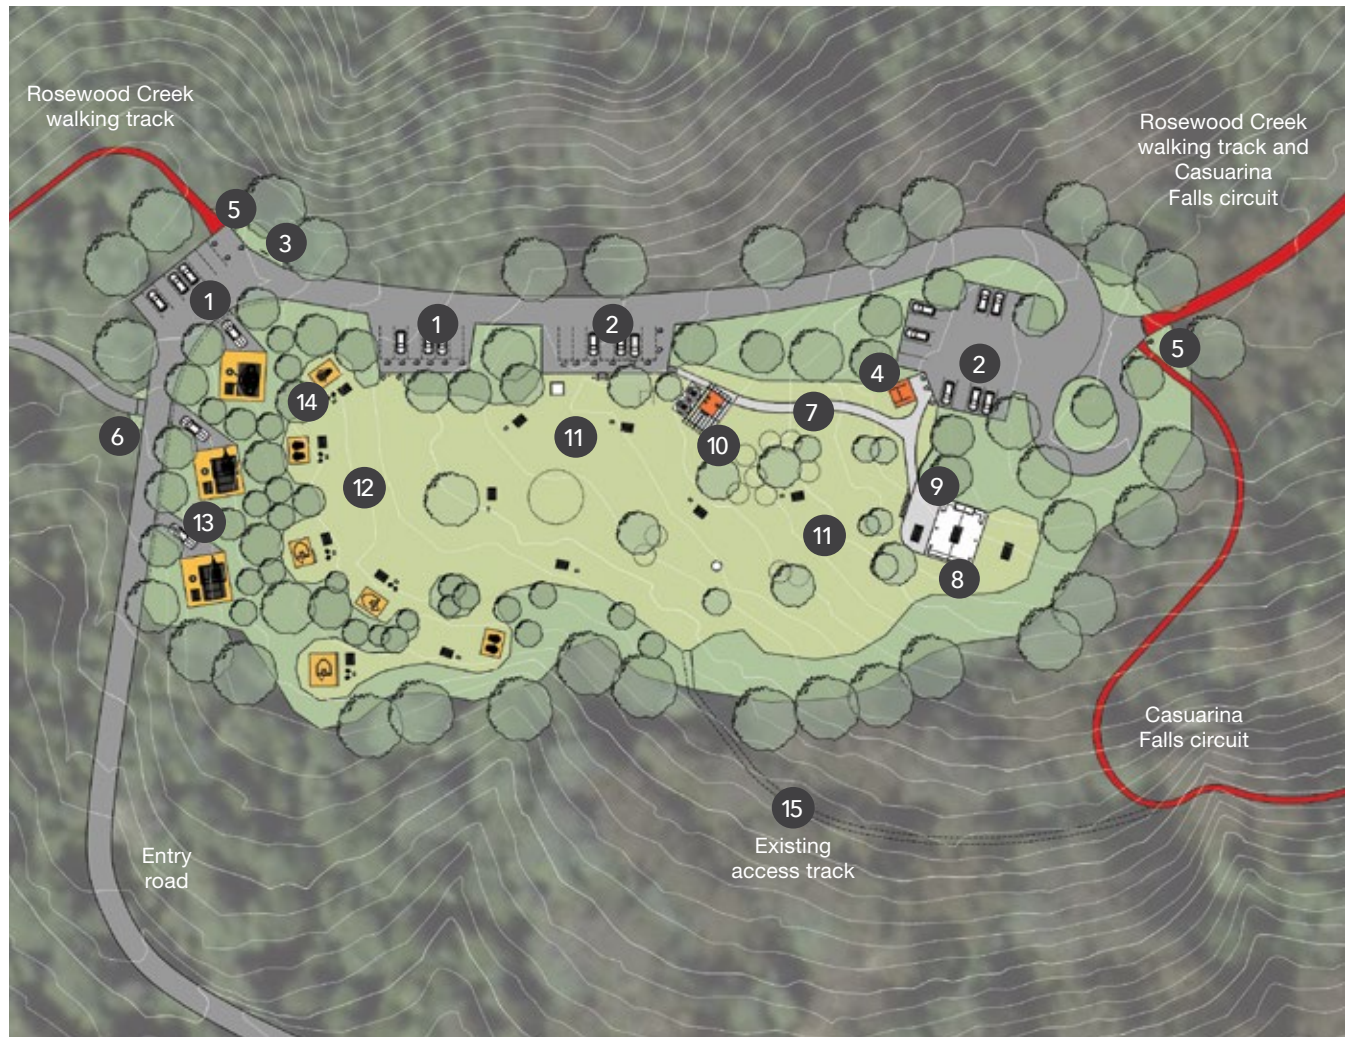 Rosewood Creek
walking track
Rosewood Creek
walking track and
Casuarina
Falls circuit
5
3
1
1
2
5
2
4
14
7
6
11
10
12
9
13
11
8
Casuarina
Falls circuit
15
Existing
access track
Entry
road